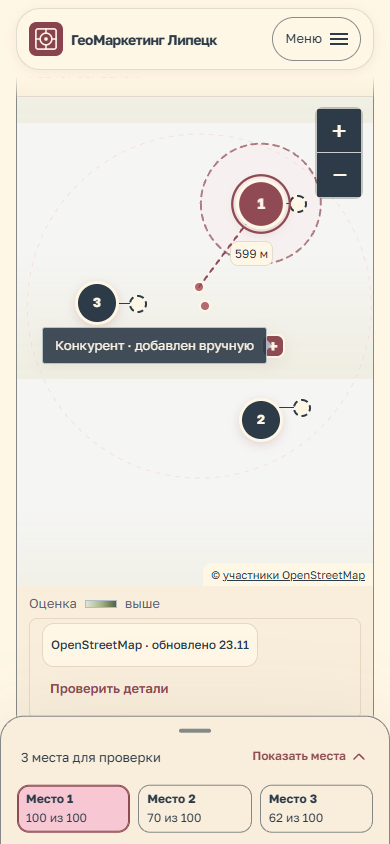 ГеоМаркетинг Липецк
Меню
+
−
1
599 м
3
Конкурент · добавлен вручную
+
2
© участники OpenStreetMap
Оценка выше
OpenStreetMap · обновлено 23.11
Проверить детали
3 места для проверки
Показать места
Место 1
100 из 100
Место 2
70 из 100
Место 3
62 из 100